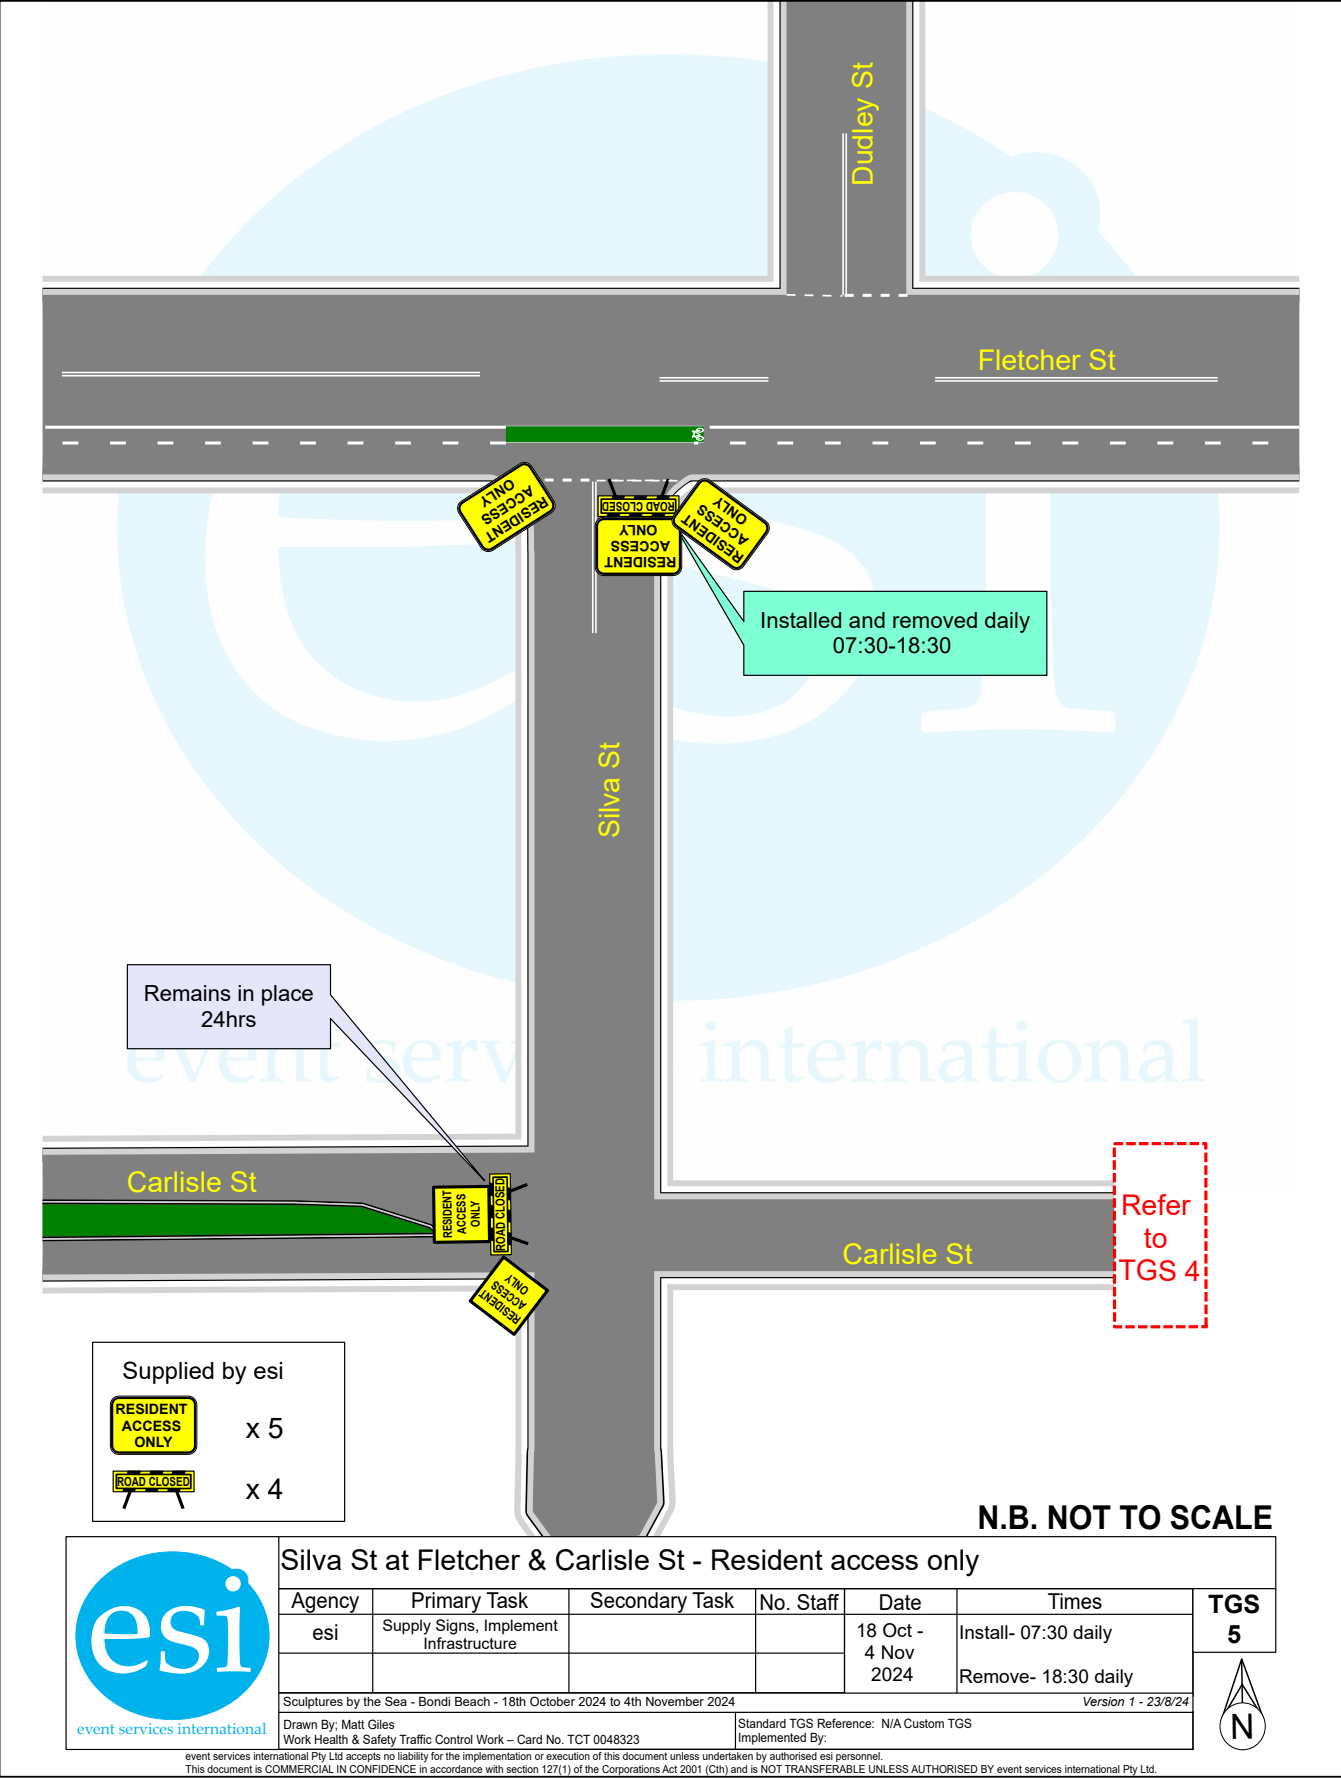 Dudley St
Fletcher St
RESIDENT
ACCESS
ONLY
ROAD CLOSED
RESIDENT
ACCESS
ONLY
RESIDENT
ACCESS
ONLY
Installed and removed daily
07:30-18:30
Silva St
esi
event serv international
Remains in place
24hrs
Carlisle St
RESIDENT
ACCESS
ONLY
ROAD CLOSED
RESIDENT
ACCESS
ONLY
Carlisle St
Refer
to
TGS 4
Supplied by esi
RESIDENT
ACCESS
ONLY
x 5
ROAD CLOSED
x 4
N.B. NOT TO SCALE
esi
event services international
Silva St at Fletcher & Carlisle St - Resident access only
Agency Primary Task Secondary Task No. Staff Date Times
esi
Supply Signs, Implement
Infrastructure
18 Oct -
4 Nov
2024
Install- 07:30 daily
Remove- 18:30 daily
TGS
5
Sculptures by the Sea - Bondi Beach - 18th October 2024 to 4th November 2024
Version 1 - 23/8/24
Drawn By; Matt Giles
Work Health & Safety Traffic Control Work – Card No. TCT 0048323
Standard TGS Reference: N/A Custom TGS
Implemented By:
N
event services international Pty Ltd accepts no liability for the implementation or execution of this document unless undertaken by authorised esi personnel.
This document is COMMERCIAL IN CONFIDENCE in accordance with section 127(1) of the Corporations Act 2001 (Cth) and is NOT TRANSFERABLE UNLESS AUTHORISED BY event services international Pty Ltd.